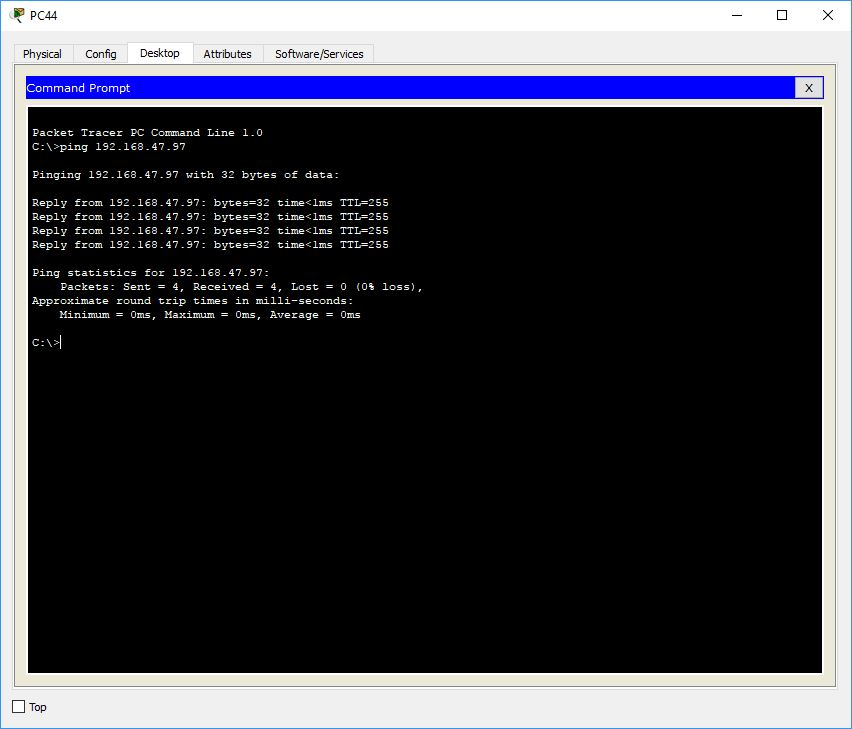 PC44
Physical Config Desktop Attributes Software/Services
Command Prompt X
Packet Tracer PC Command Line 1.0
C:\>ping 192.168.47.97
Pinging 192.168.47.97 with 32 bytes of data:
Reply from 192.168.47.97: bytes=32 time<1ms TTL=255
Reply from 192.168.47.97: bytes=32 time<1ms TTL=255
Reply from 192.168.47.97: bytes=32 time<1ms TTL=255
Reply from 192.168.47.97: bytes=32 time<1ms TTL=255
Ping statistics for 192.168.47.97:
    Packets: Sent = 4, Received = 4, Lost = 0 (0% loss),
Approximate round trip times in milli-seconds:
    Minimum = 0ms, Maximum = 0ms, Average = 0ms
C:\>
Top